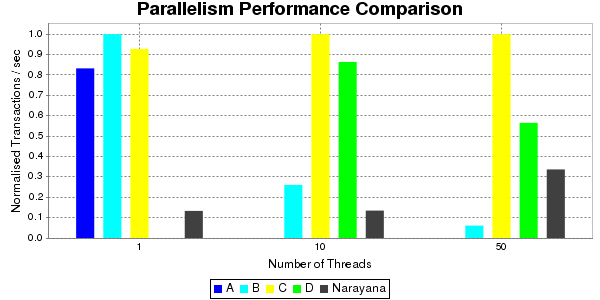 Parallelism Performance Comparison
Normalised Transactions / sec
1.0
0.9
0.8
0.7
0.6
0.5
0.4
0.3
0.2
0.1
0.0
1 10 50
Number of Threads
A B C D Narayana